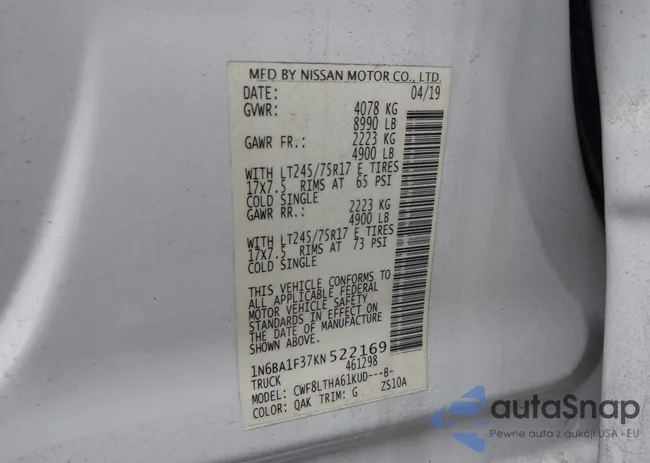 MFD BY NISSAN MOTOR CO., LTD.
DATE: 04/19
GVWR: 4078 KG
8990 LB
GAWR FR.: 2223 KG
4900 LB
WITH LT245/75R17 E TIRES
17X7.5 RIMS AT 65 PSI
COLD SINGLE
GAWR RR.: 2223 KG
4900 LB
WITH LT245/75R17 E TIRES
17X7.5 RIMS AT 73 PSI
COLD SINGLE
THIS VEHICLE CONFORMS TO
ALL APPLICABLE FEDERAL
MOTOR VEHICLE SAFETY
STANDARDS IN EFFECT ON
THE DATE OF MANUFACTURE
SHOWN ABOVE.
1N6BA1F37KN522169
TRUCK 461298
MODEL: CWF8LTHA61KUD---B-
COLOR: QAK TRIM: G ZS10A
autaSnap
Pewne auta z aukcji USA i EU